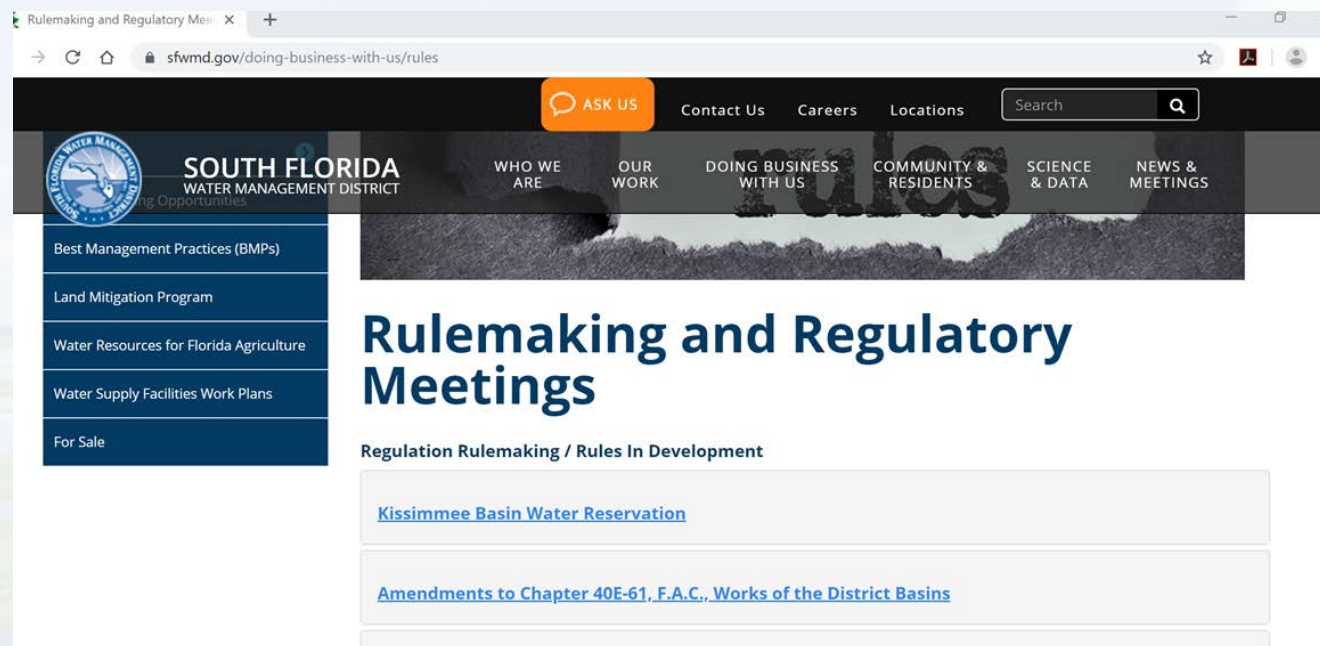 Rulemaking and Regulatory Mee
sfwmd.gov/doing-business-with-us/rules
ASK US
Contact Us
Careers
Locations
Search
SOUTH FLORIDA
WATER MANAGEMENT DISTRICT
WHO WE
ARE
OUR
WORK
DOING BUSINESS
WITH US
COMMUNITY &
RESIDENTS
SCIENCE
& DATA
NEWS &
MEETINGS
rules
Opportunities
Best Management Practices (BMPs)
Land Mitigation Program
Water Resources for Florida Agriculture
Water Supply Facilities Work Plans
For Sale
Rulemaking and Regulatory
Meetings
Regulation Rulemaking / Rules In Development
Kissimmee Basin Water Reservation
Amendments to Chapter 40E-61, F.A.C., Works of the District Basins